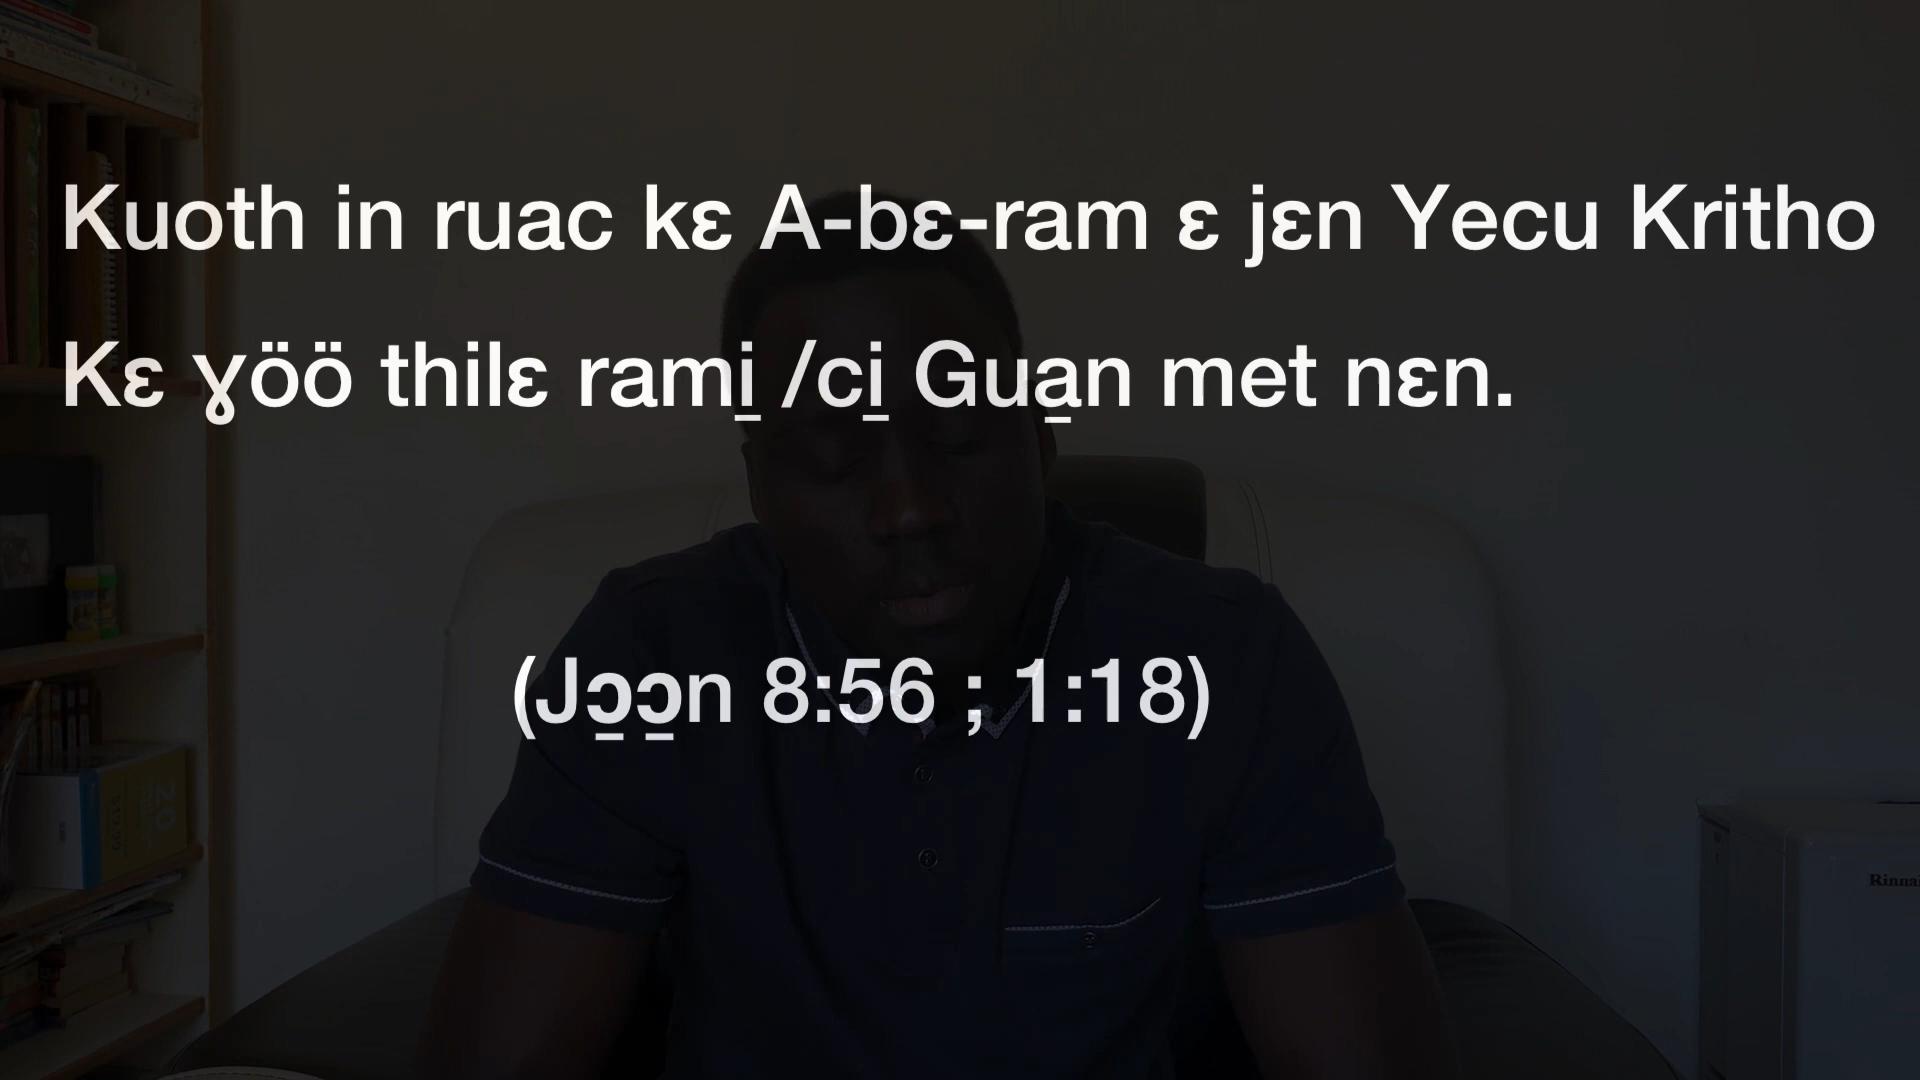 Kuoth in ruac kɛ A-bɛ-ram ɛ jɛn Yecu Kritho
Kɛ ɣöö thilɛ rami̱ /ci̱ Gua̱n met nɛn.
(Jɔ̱ɔ̱n 8:56 ; 1:18)
20